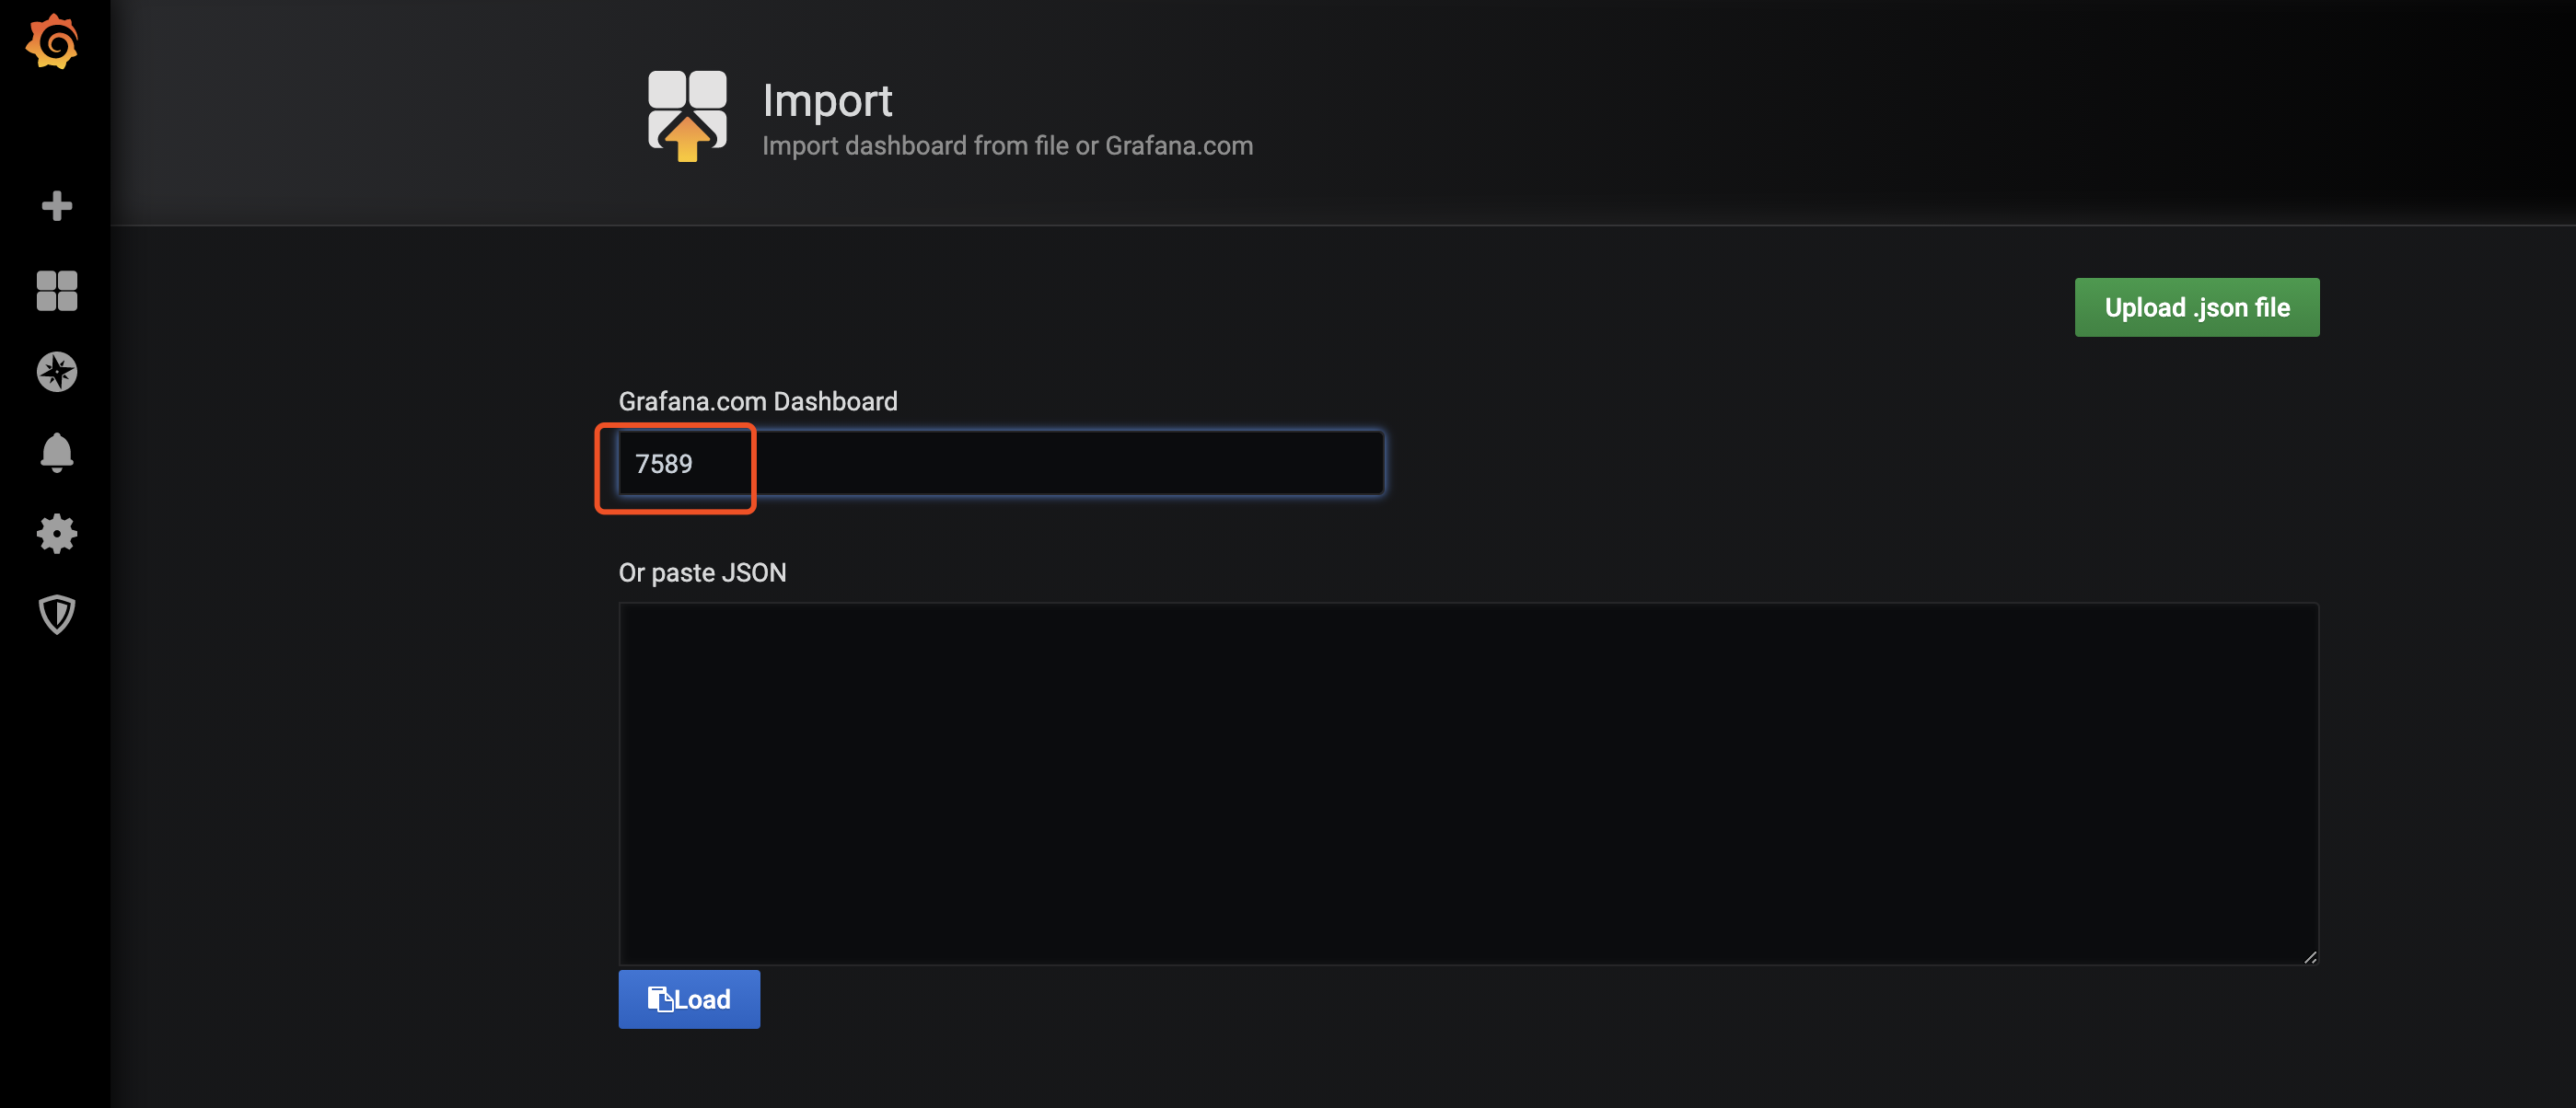 Import
Import dashboard from file or Grafana.com
Upload .json file
Grafana.com Dashboard
7589
Or paste JSON
Load